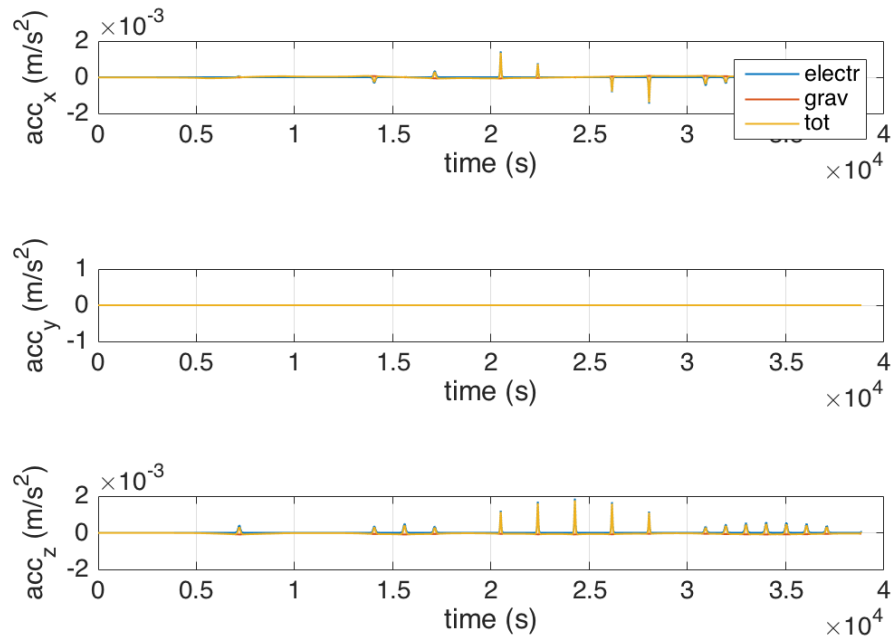 ×10⁻³
acc_x (m/s²)
2
0
-2
0 0.5 1 1.5 2 2.5 3 3.5 4
time (s)
×10⁴
electr
grav
tot
acc_y (m/s²)
1
0
-1
0 0.5 1 1.5 2 2.5 3 3.5 4
time (s)
×10⁴
×10⁻³
acc_z (m/s²)
2
0
-2
0 0.5 1 1.5 2 2.5 3 3.5 4
time (s)
×10⁴